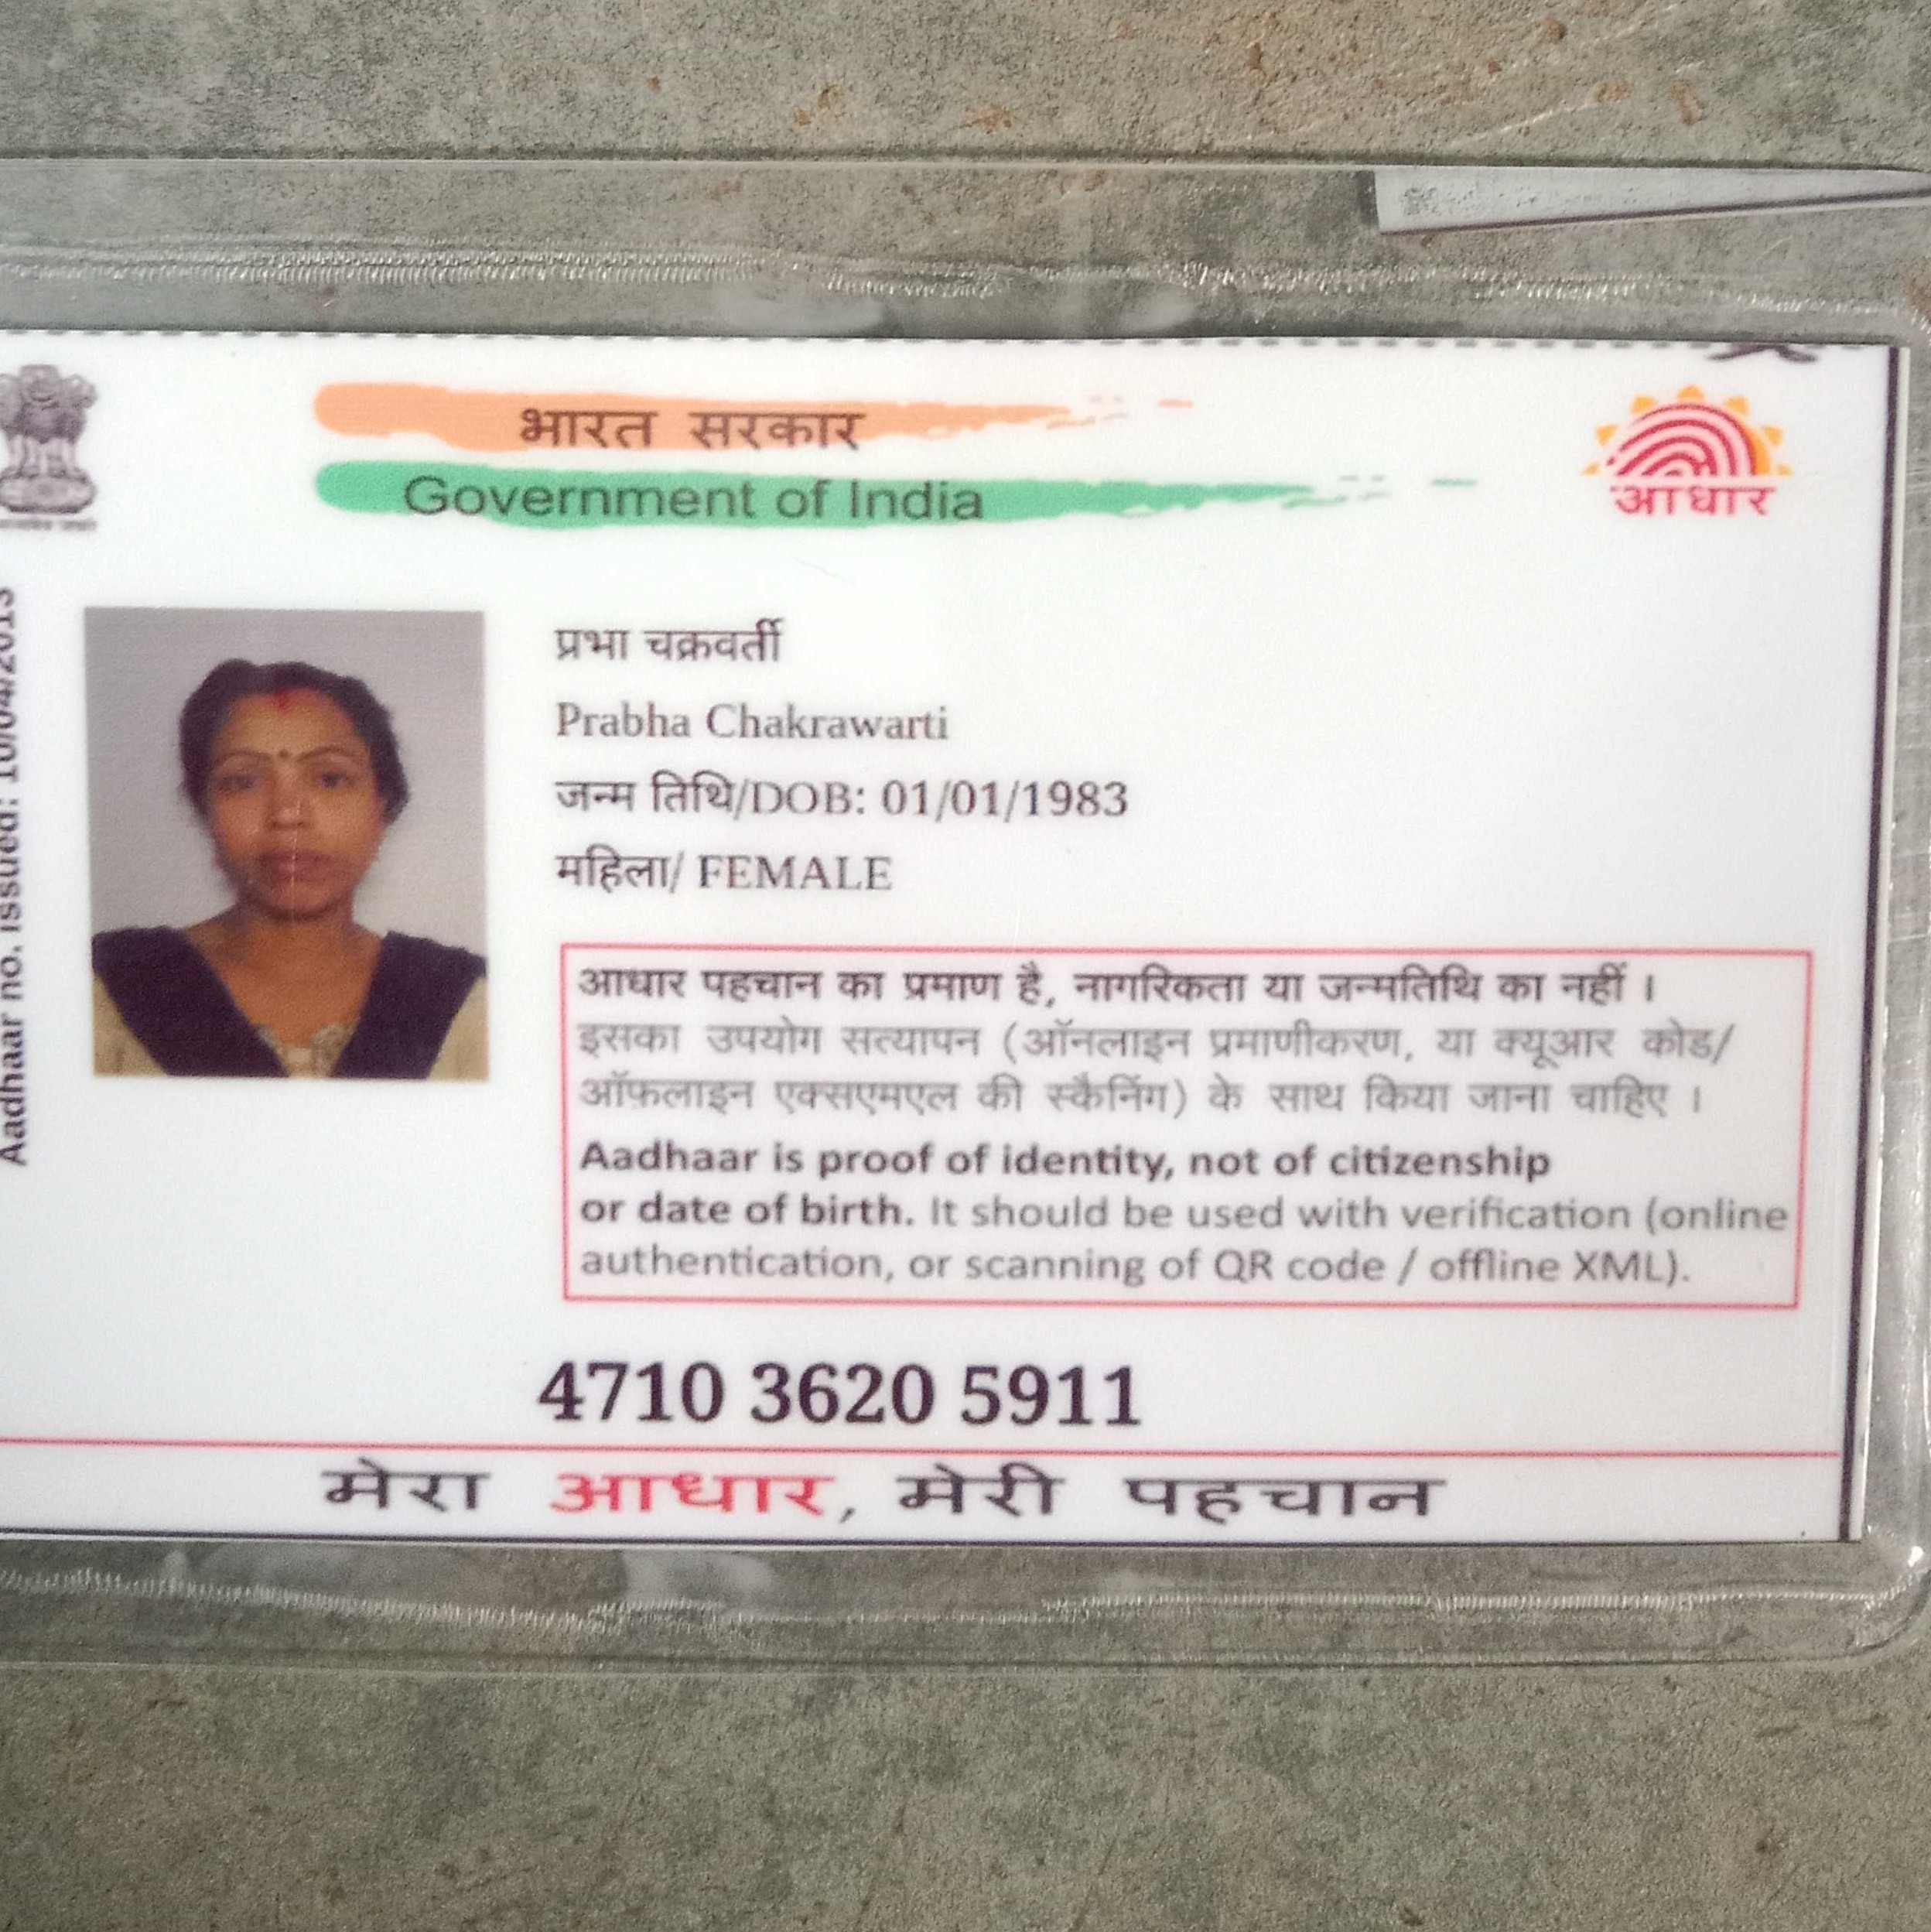 भारत सरकार
Government of India
आधार
Aadhaar no. issued: 10/04/2013
प्रभा चक्रवर्ती
Prabha Chakrawarti
जन्म तिथि/DOB: 01/01/1983
महिला/ FEMALE
आधार पहचान का प्रमाण है, नागरिकता या जन्मतिथि का नहीं ।
इसका उपयोग सत्यापन (ऑनलाइन प्रमाणीकरण, या क्यूआर कोड/
ऑफ़लाइन एक्सएमएल की स्कैनिंग) के साथ किया जाना चाहिए ।
Aadhaar is proof of identity, not of citizenship
or date of birth. It should be used with verification (online
authentication, or scanning of QR code / offline XML).
4710 3620 5911
मेरा आधार, मेरी पहचान